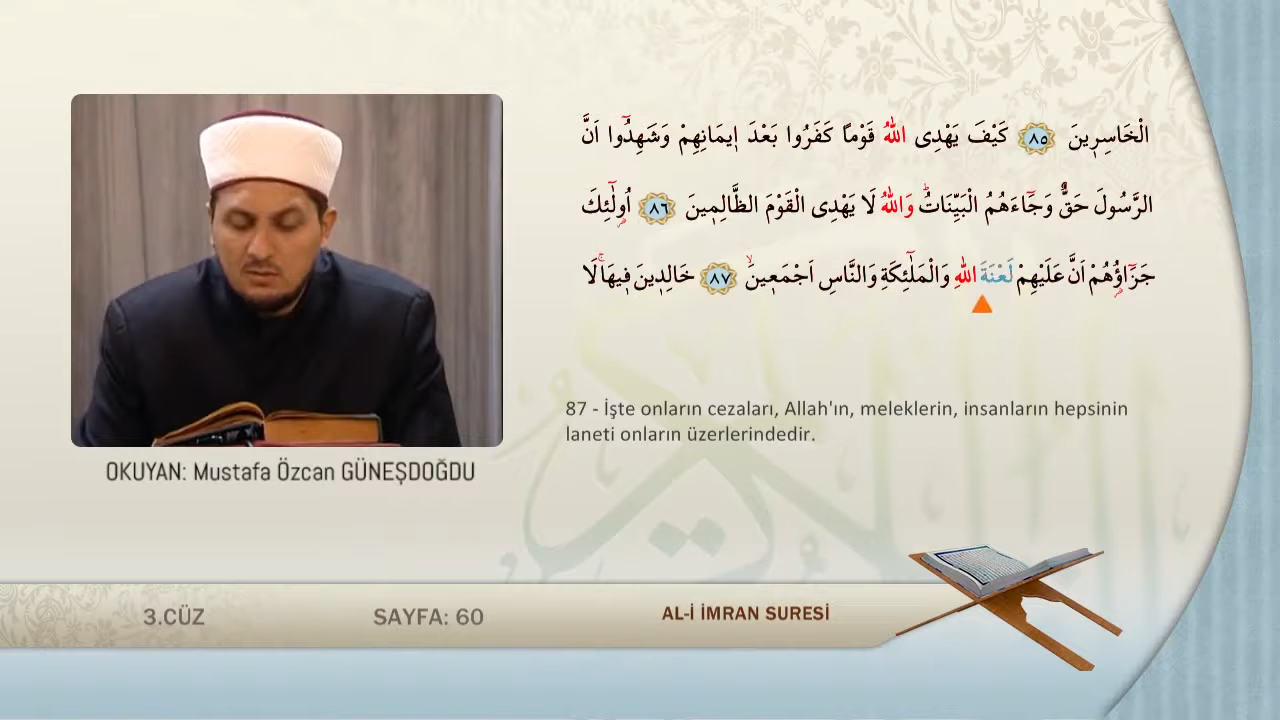 الْخَاسِرٖينَ ﴿٨٥﴾ كَيْفَ يَهْدِى اللّٰهُ قَوْمًا كَفَرُوا بَعْدَ اٖيمَانِهِمْ وَشَهِدُٓوا اَنَّ
الرَّسُولَ حَقٌّ وَجَٓاءَهُمُ الْبَيِّنَاتُؕ وَاللّٰهُ لَا يَهْدِى الْقَوْمَ الظَّالِمٖينَ ﴿٨٦﴾ اُو۬لٰٓئِكَ
جَزَٓاؤُ۬هُمْ اَنَّ عَلَيْهِمْ لَعْنَةَ اللّٰهِ وَالْمَلٰٓئِكَةِ وَالنَّاسِ اَجْمَعٖينَۙ ﴿٨٧﴾ خَالِدٖينَ فٖيهَاۚ لَا
87 - İşte onların cezaları, Allah'ın, meleklerin, insanların hepsinin
laneti onların üzerlerindedir.
OKUYAN: Mustafa Özcan GÜNEŞDOĞDU
3.CÜZ
SAYFA: 60
AL-İ İMRAN SURESİ